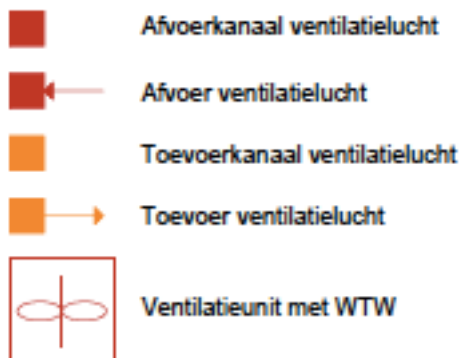 Afvoerkanaal ventilatielucht
Afvoer ventilatielucht
Toevoerkanaal ventilatielucht
Toevoer ventilatielucht
Ventilatieunit met WTW